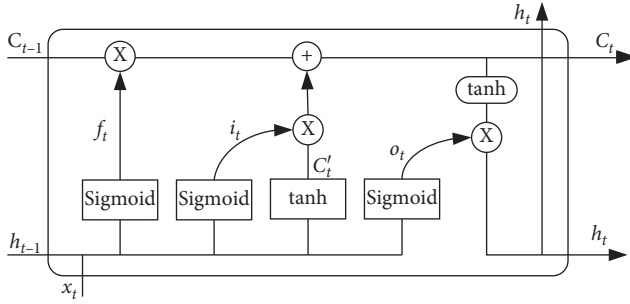 h_t
C_{t–1}
X
+
C_t
tanh
f_t
i_t
X
o_t
X
C′_t
Sigmoid
Sigmoid
tanh
Sigmoid
h_{t–1}
h_t
x_t